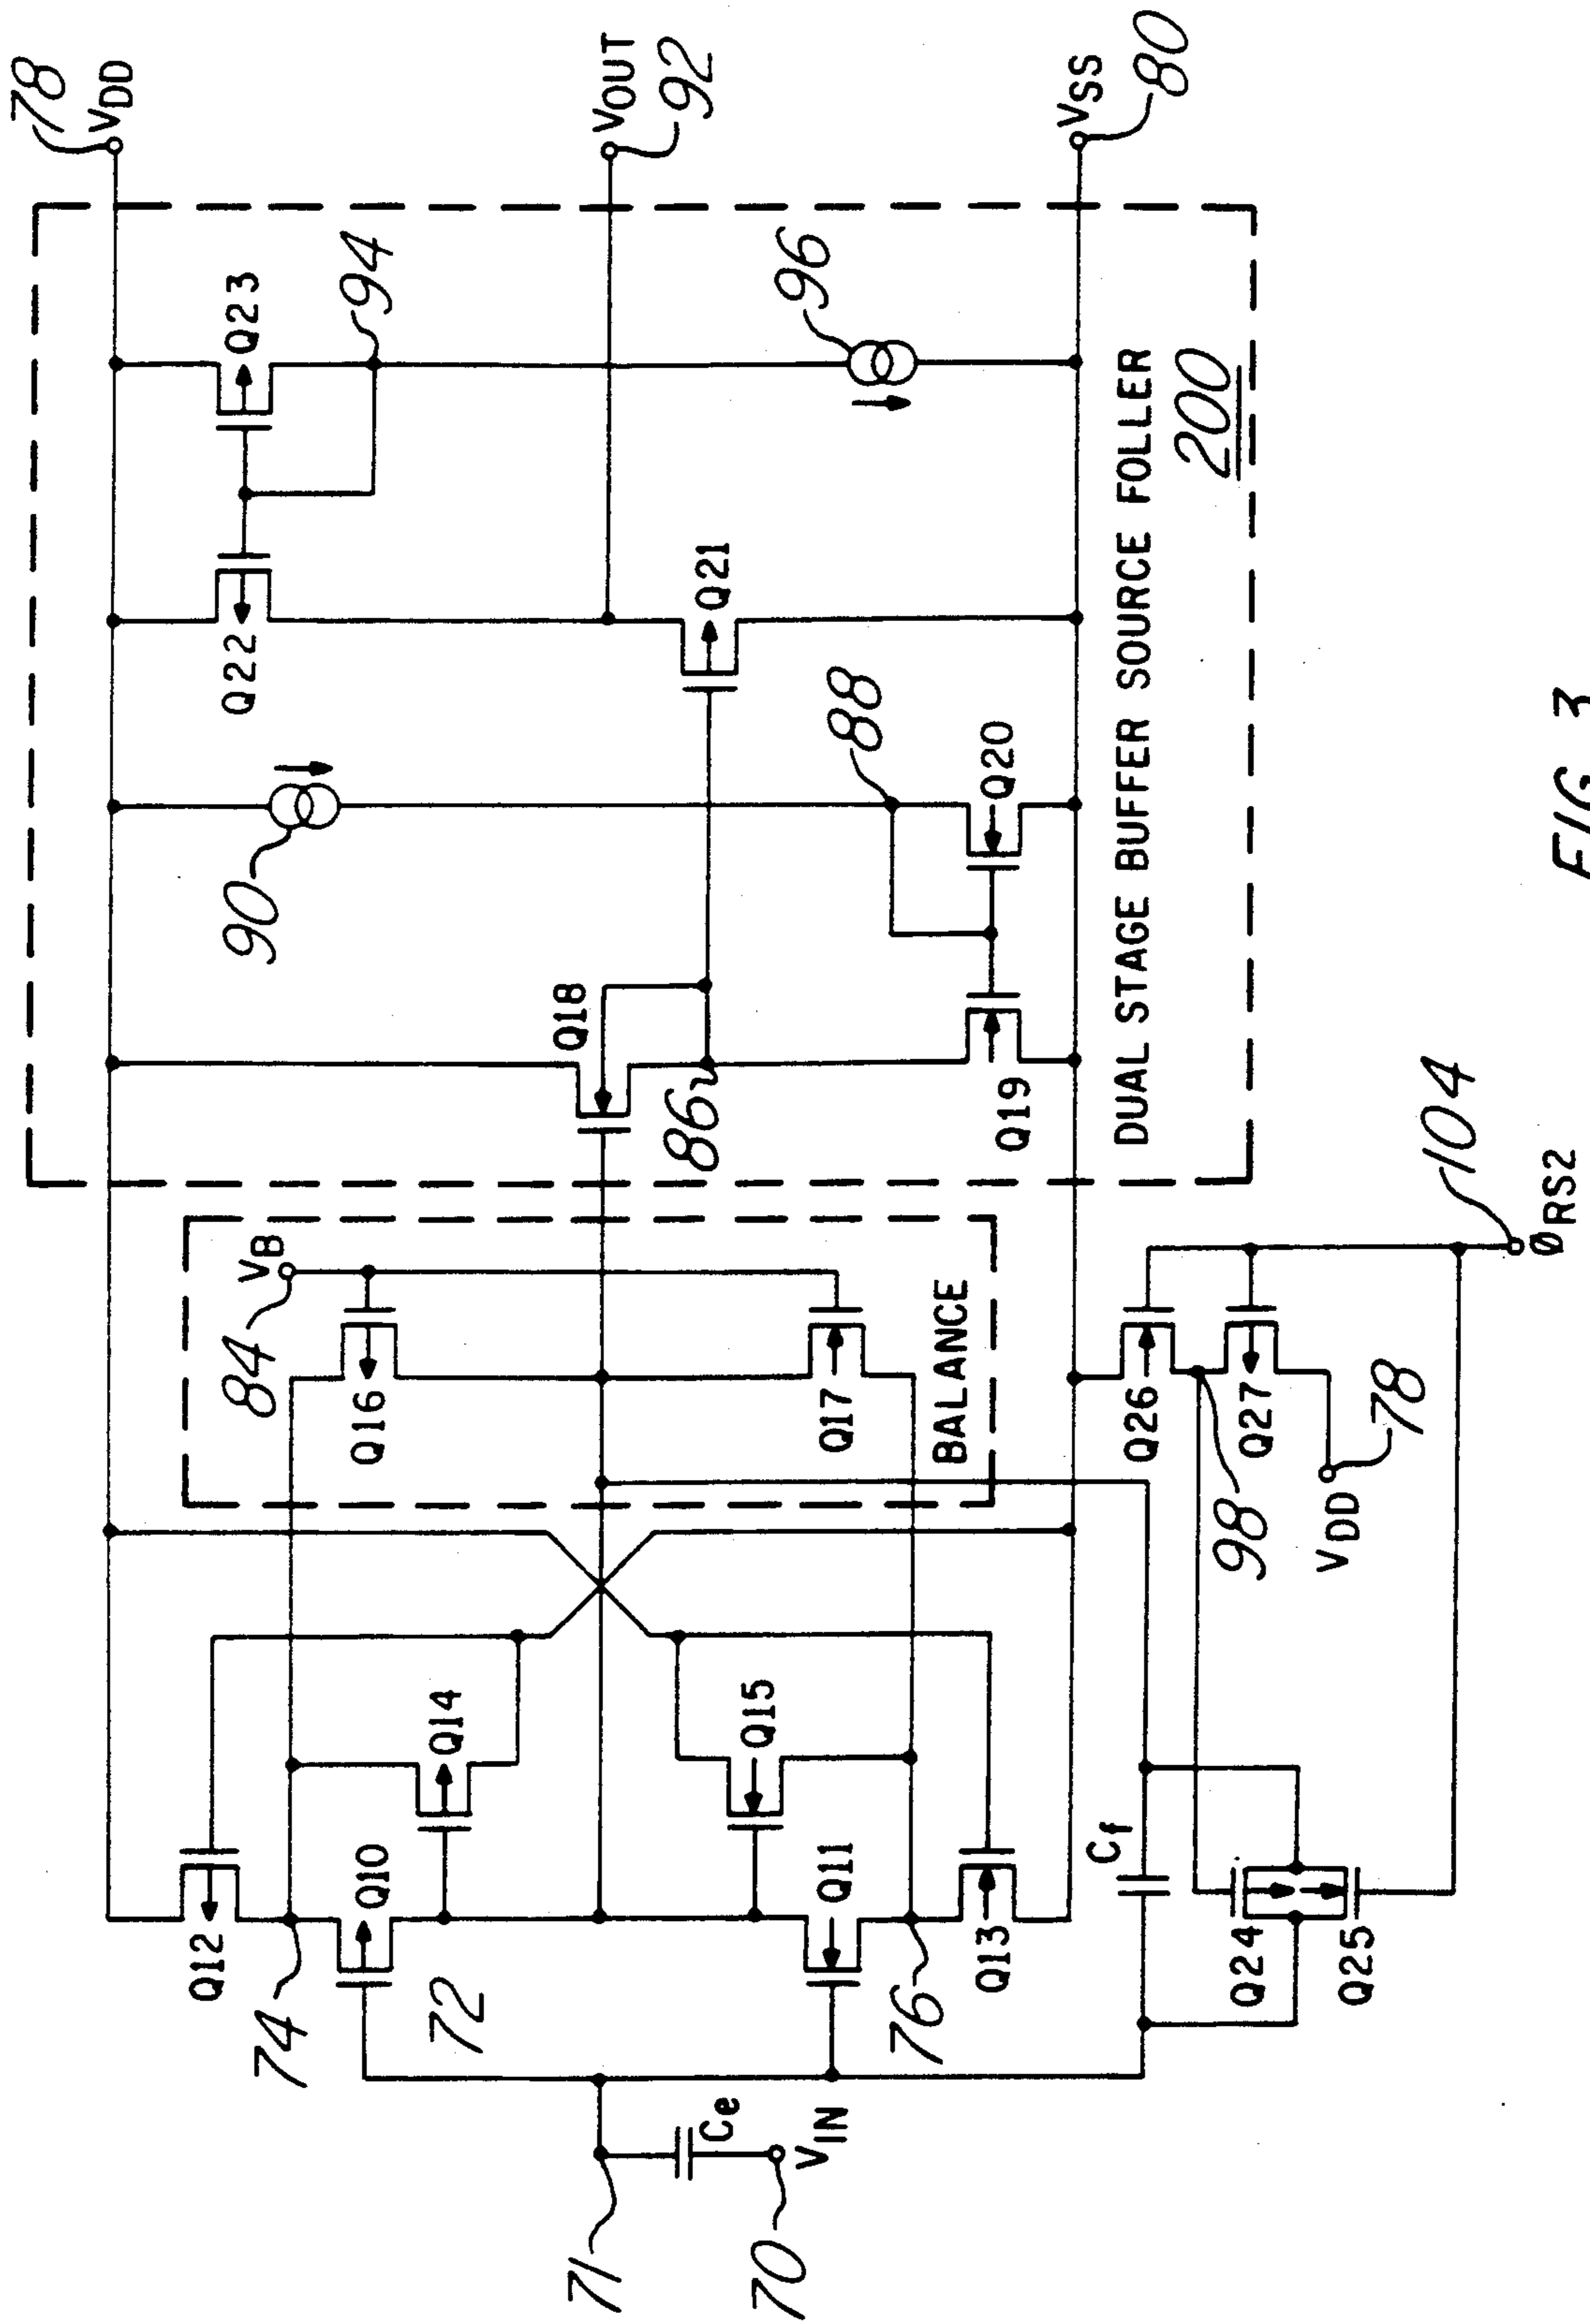 78
VDD
VOUT
92
VSS
80
Q23
94
96
Q22
Q21
90
88
Q20
Q18
86
Q19
DUAL STAGE BUFFER SOURCE FOLLER
200
84
VB
Q16
Q17
BALANCE
Q26
Q27
98
VDD
78
104
ØRS2
Q12
74
Q10
Q14
72
Q15
Q11
76
Q13
Cf
Q24
Q25
71
Ce
VIN
70
FIG. 3